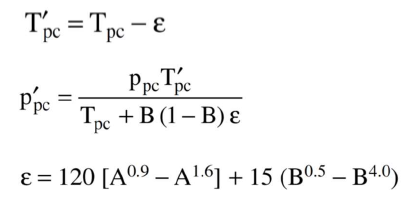 T′pc = Tpc − ε
p′pc = ppcT′pc / Tpc + B (1 − B) ε
ε = 120 [A^0.9 − A^1.6] + 15 (B^0.5 − B^4.0)